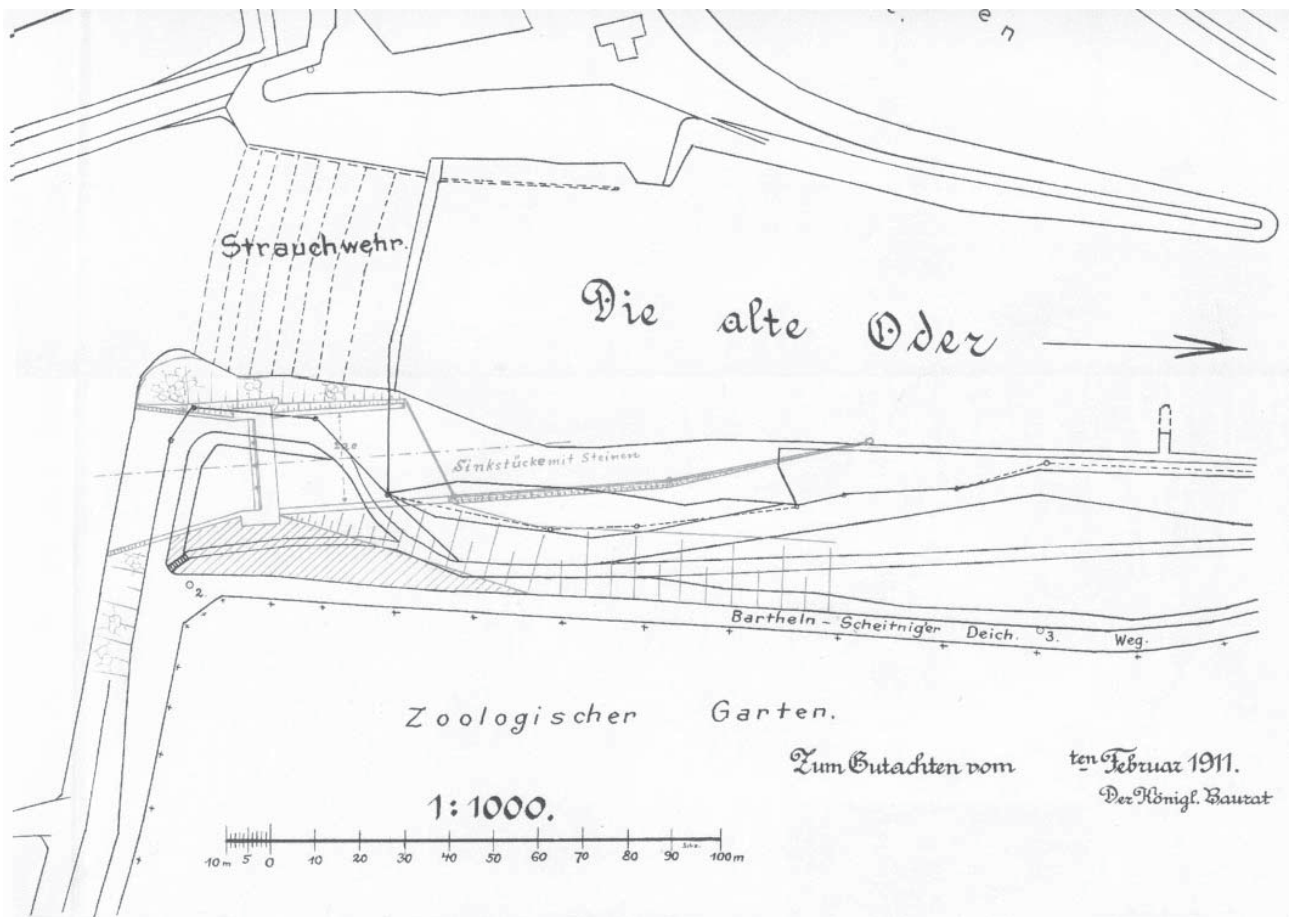 e
n
Strauchwehr.
Die alte Oder
Sinkstücke mit Steinen
2.
Bartheln – Scheitniger Deich. 3. Weg.
Zoologischer Garten.
Zum Gutachten vom ten Februar 1911.
Der Königl. Baurat
1:1000.
10 m 5 0 10 20 30 40 50 60 70 80 90 100 m